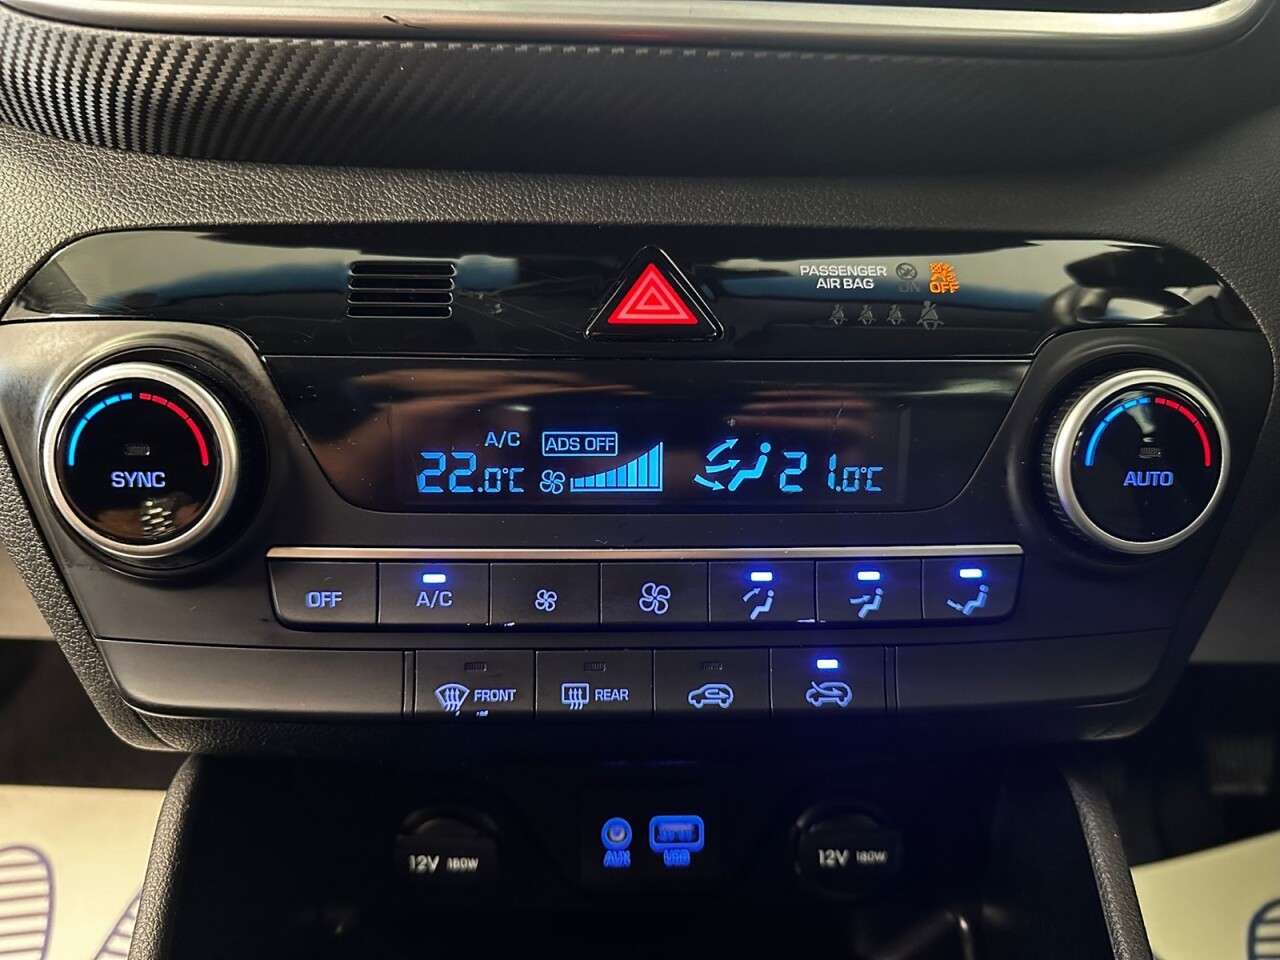 PASSENGER
AIR BAG
ON
OFF
SYNC
A/C
ADS OFF
22.0°C
21.0°C
AUTO
OFF
A/C
FRONT
REAR
12V 180W
AUX
USB
12V 180W